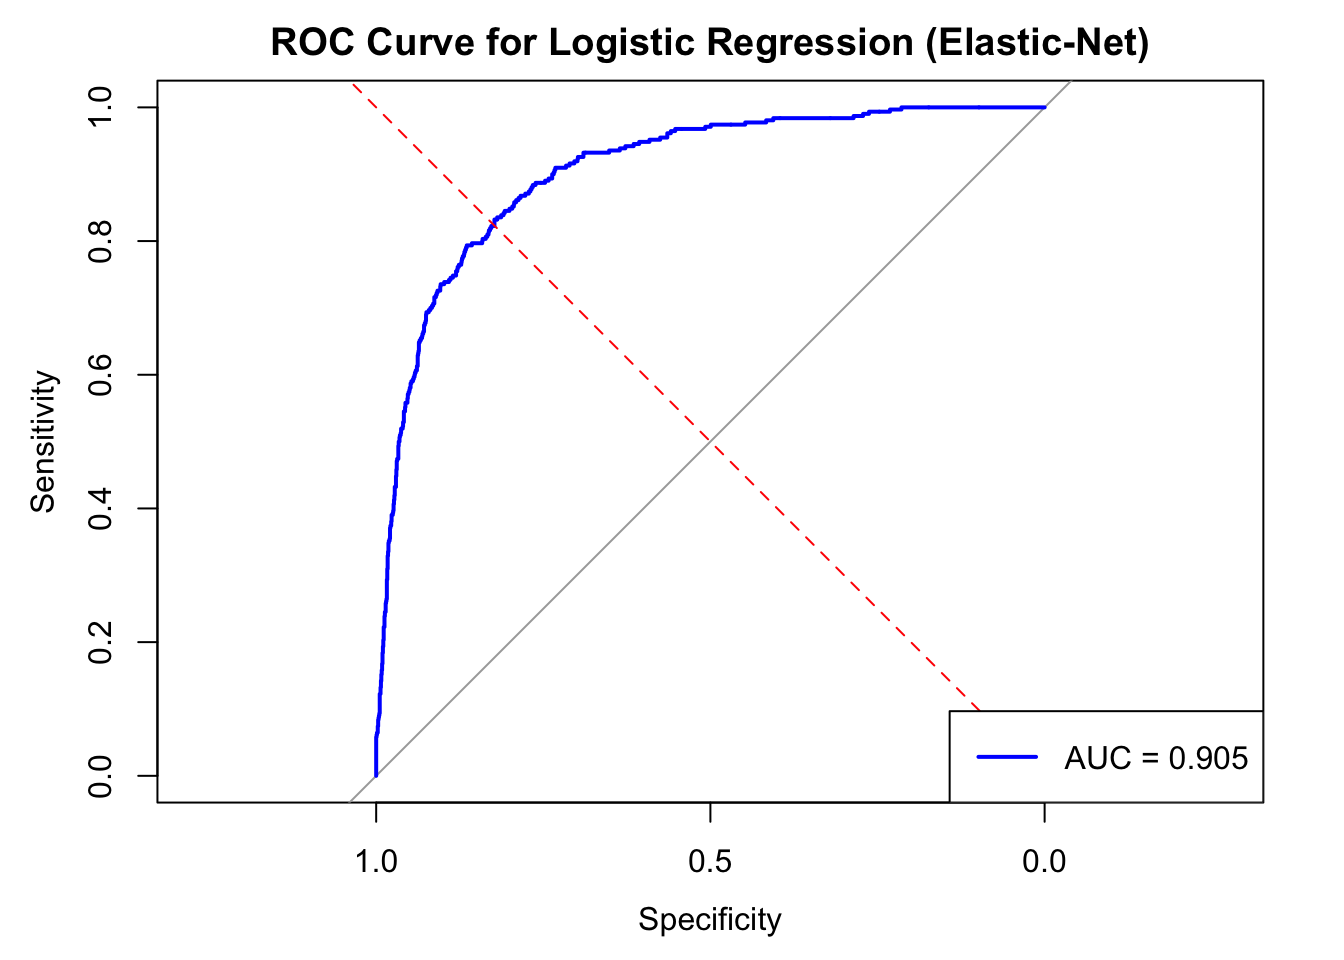 ROC Curve for Logistic Regression (Elastic-Net)
1.0
0.8
0.6
0.4
0.2
0.0
Sensitivity
AUC = 0.905
1.0 0.5 0.0
Specificity